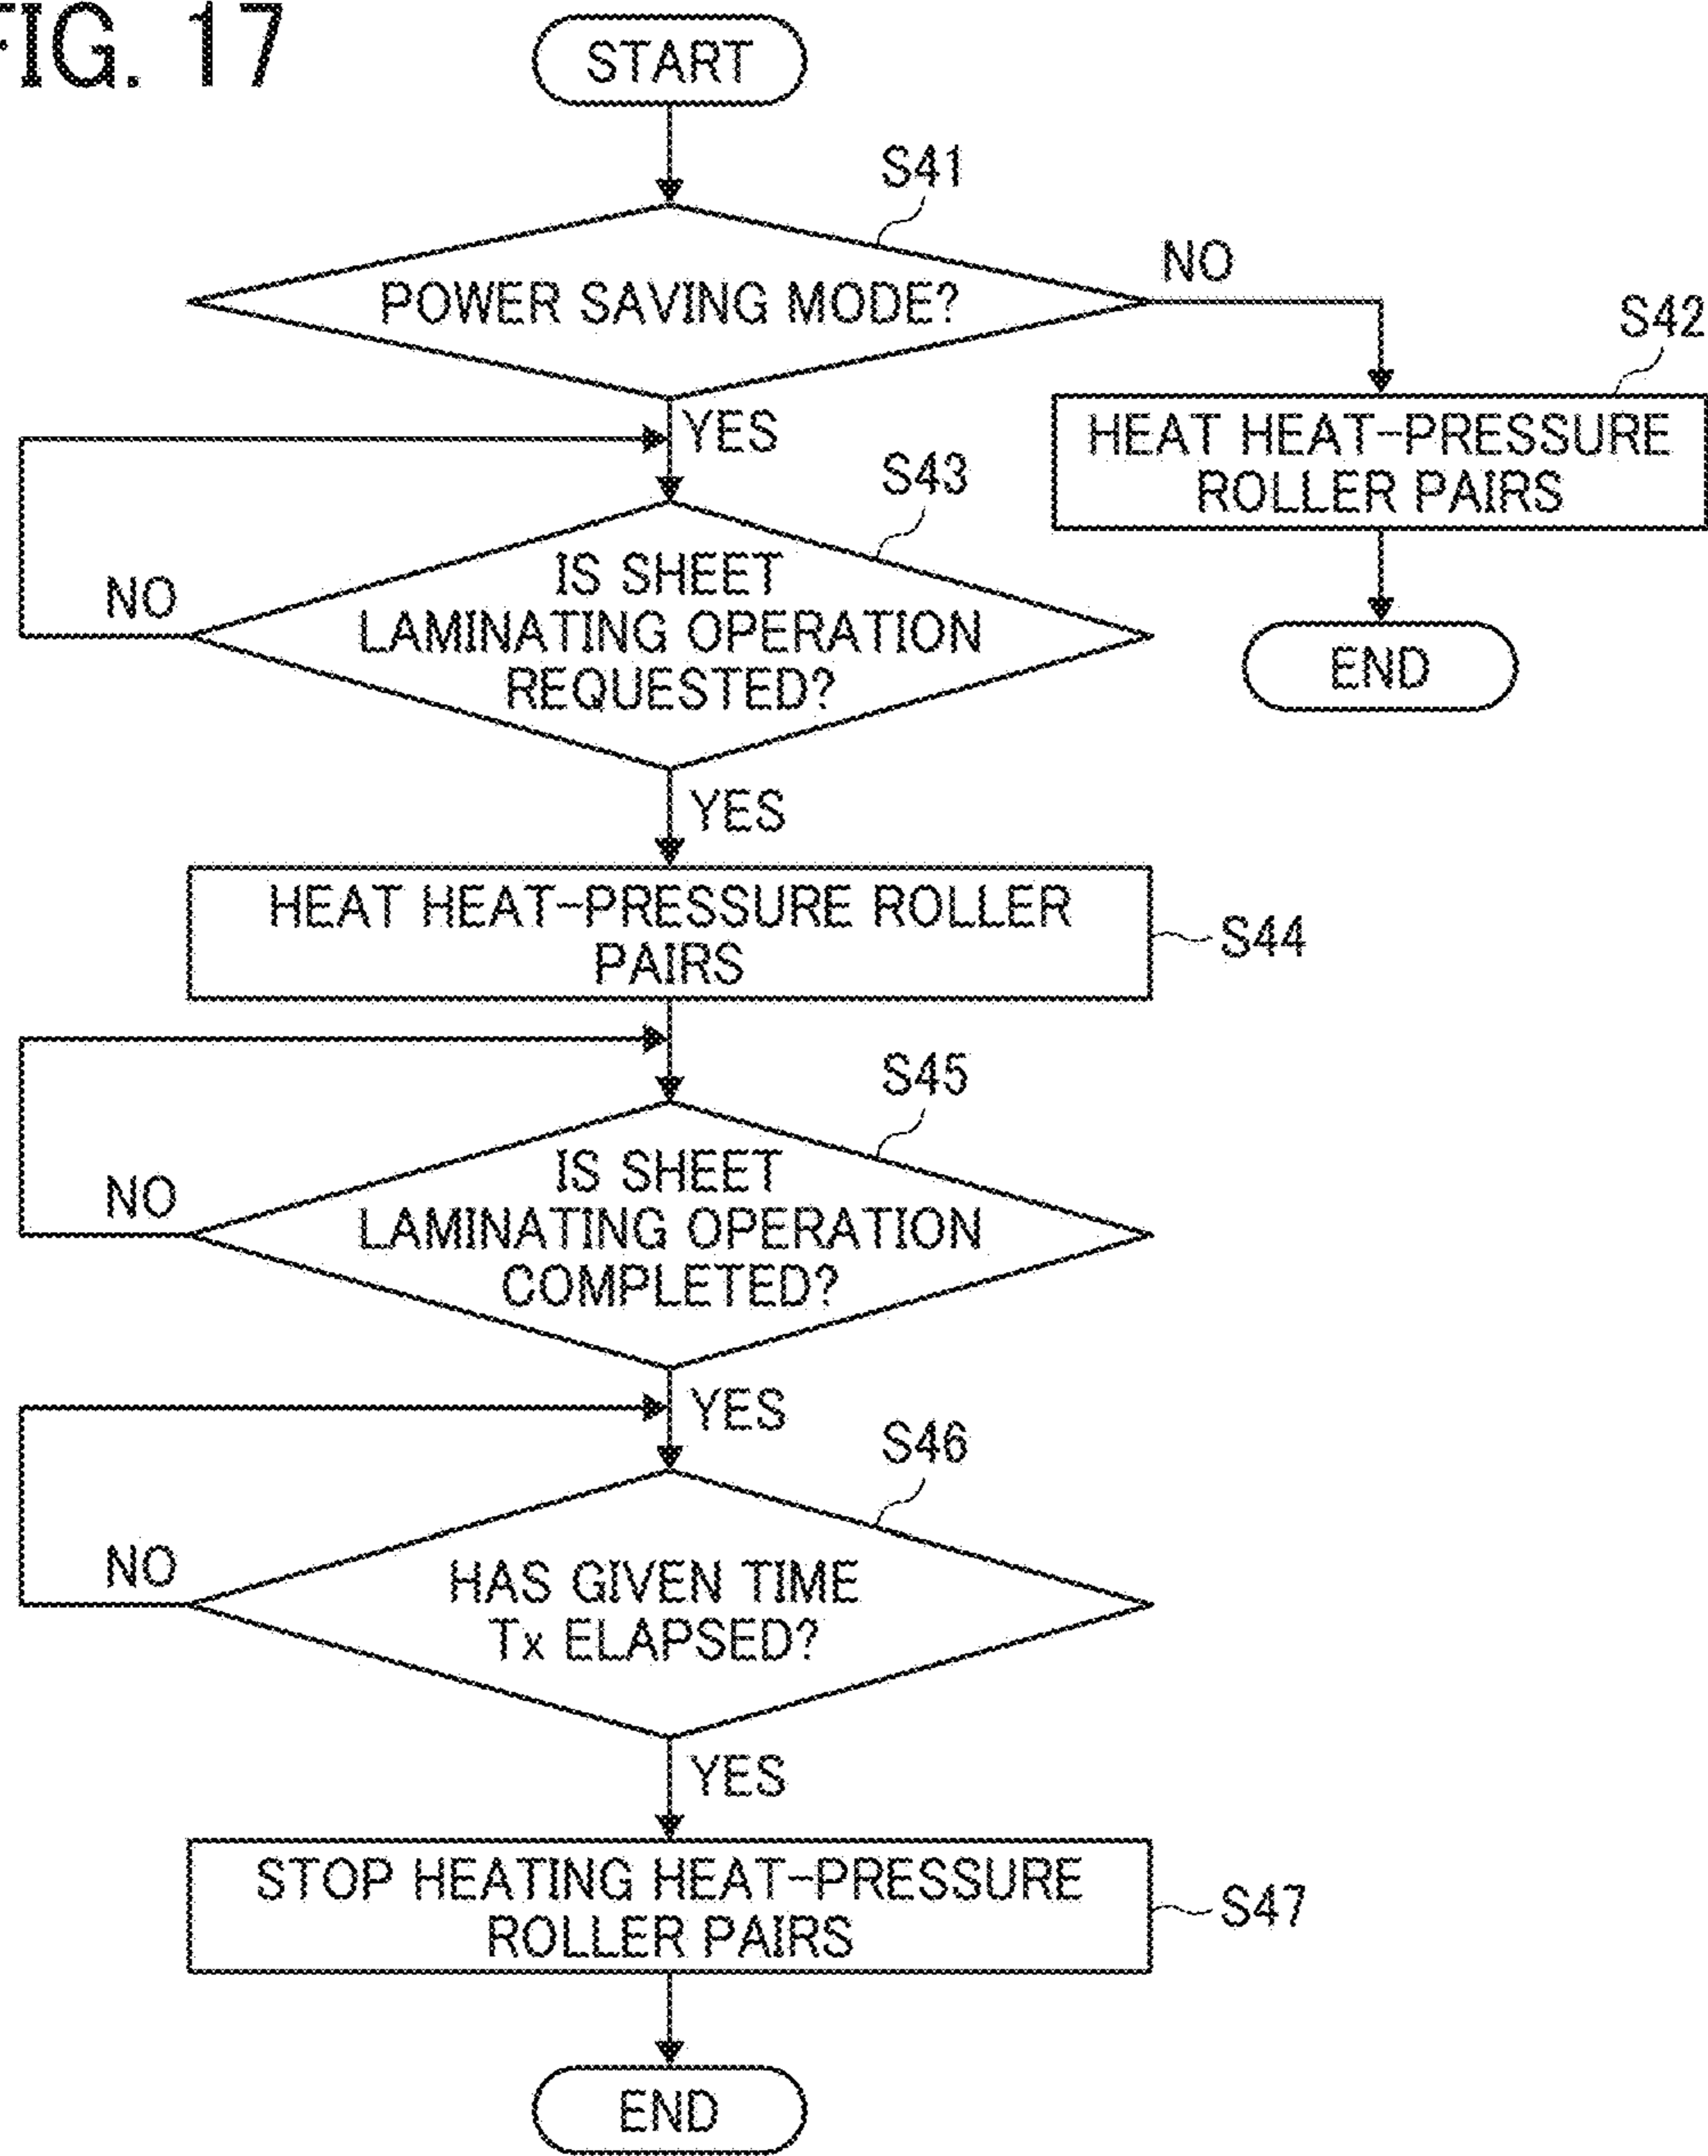 FIG. 17
START
S41
POWER SAVING MODE?
NO
S42
HEAT HEAT-PRESSURE
ROLLER PAIRS
END
YES
S43
IS SHEET
LAMINATING OPERATION
REQUESTED?
NO
YES
HEAT HEAT-PRESSURE ROLLER
PAIRS
S44
S45
IS SHEET
LAMINATING OPERATION
COMPLETED?
NO
YES
S46
HAS GIVEN TIME
Tx ELAPSED?
NO
YES
STOP HEATING HEAT-PRESSURE
ROLLER PAIRS
S47
END